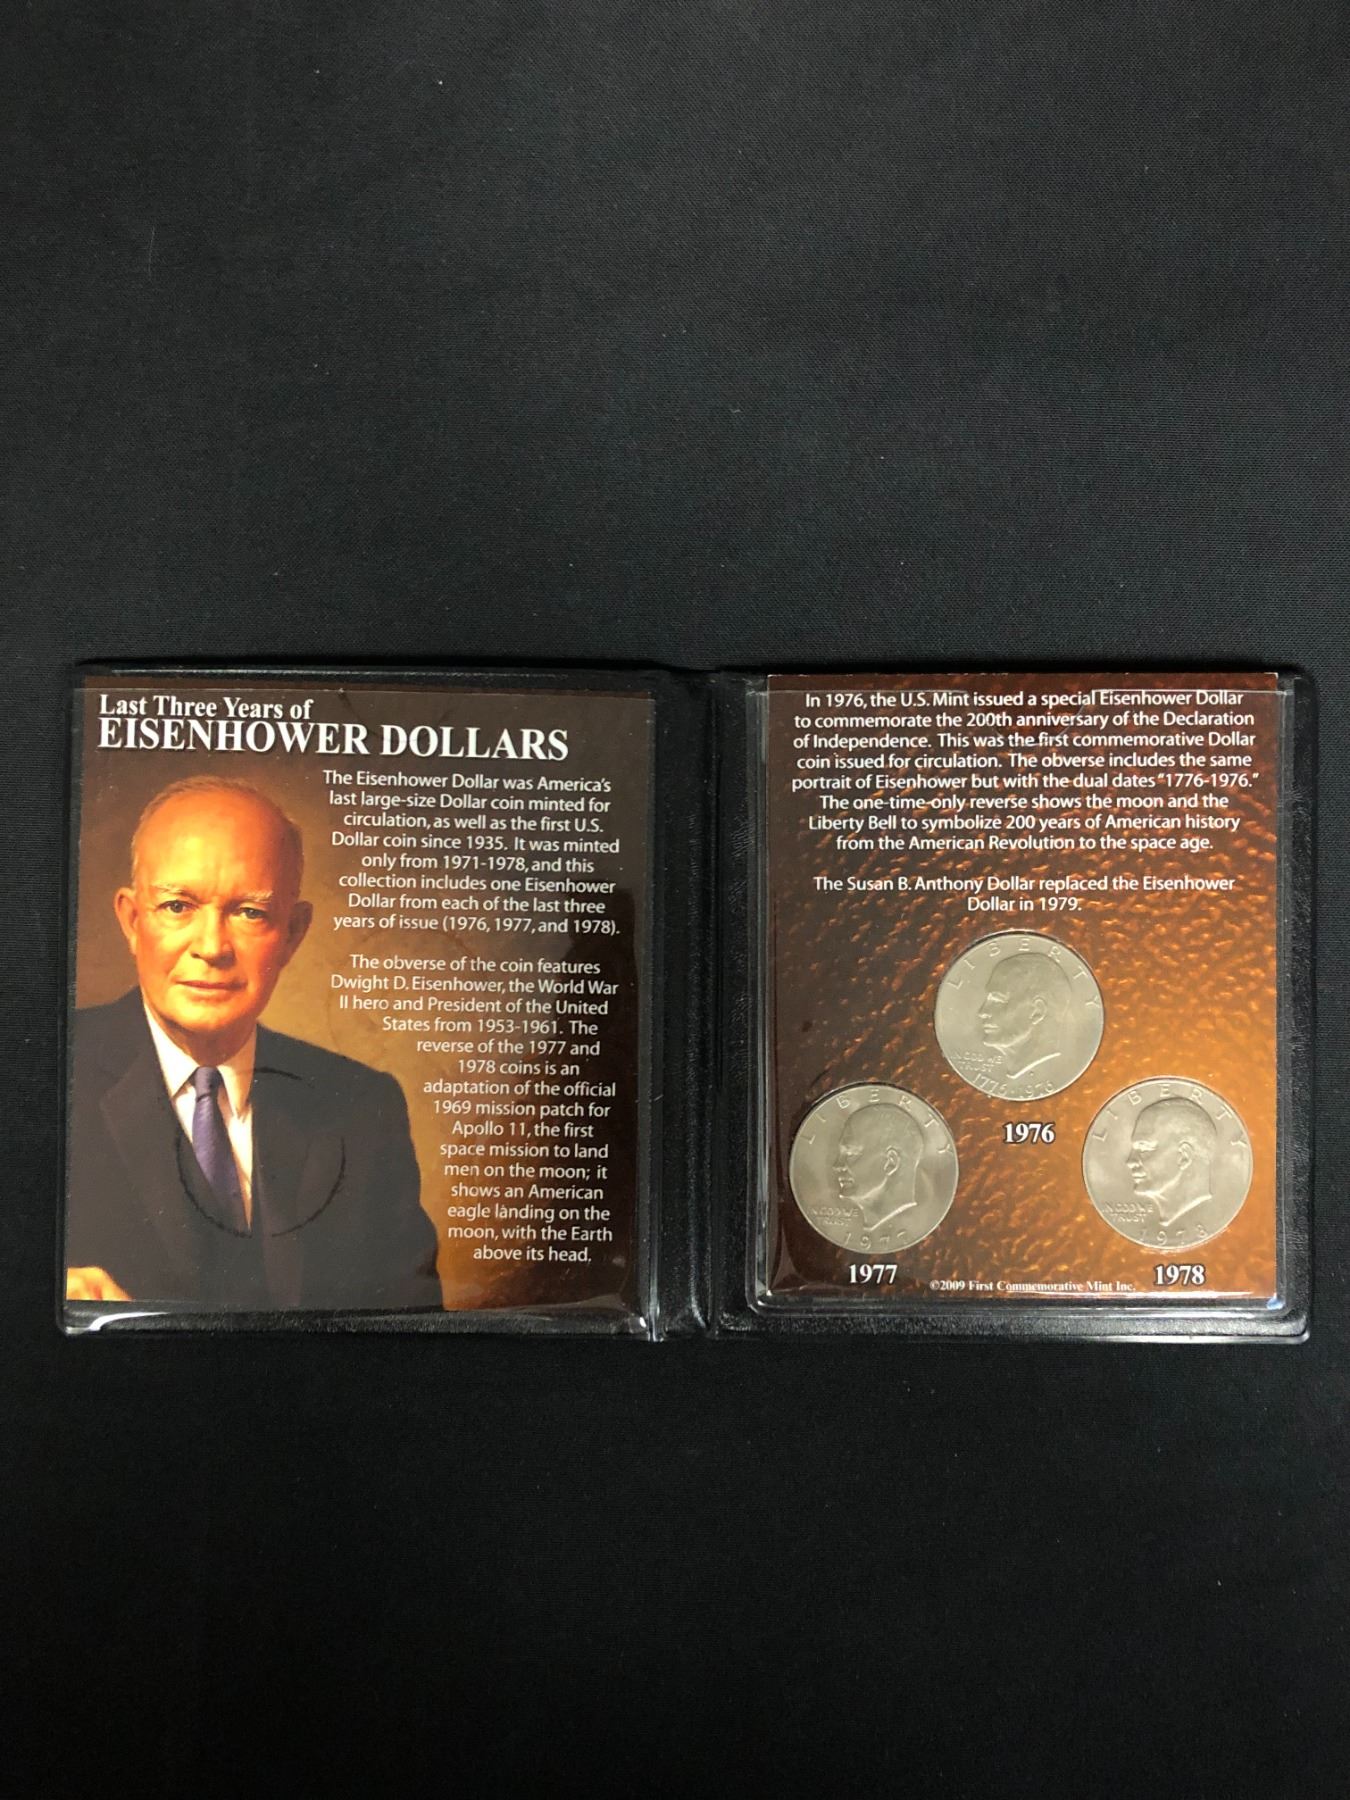 Last Three Years of
EISENHOWER DOLLARS
The Eisenhower Dollar was America's
last large-size Dollar coin minted for
circulation, as well as the first U.S.
Dollar coin since 1935. It was minted
only from 1971-1978, and this
collection includes one Eisenhower
Dollar from each of the last three
years of issue (1976, 1977, and 1978).
The obverse of the coin features
Dwight D. Eisenhower, the World War
II hero and President of the United
States from 1953-1961. The
reverse of the 1977 and
1978 coins is an
adaptation of the official
1969 mission patch for
Apollo 11, the first
space mission to land
men on the moon; it
shows an American
eagle landing on the
moon, with the Earth
above its head.
In 1976, the U.S. Mint issued a special Eisenhower Dollar
to commemorate the 200th anniversary of the Declaration
of Independence. This was the first commemorative Dollar
coin issued for circulation. The obverse includes the same
portrait of Eisenhower but with the dual dates "1776-1976."
The one-time-only reverse shows the moon and the
Liberty Bell to symbolize 200 years of American history
from the American Revolution to the space age.
The Susan B. Anthony Dollar replaced the Eisenhower
Dollar in 1979.
LIBERTY
IN GOD WE
TRUST
1776-1976
1976
LIBERTY
IN GOD WE
TRUST
1977
1977
LIBERTY
IN GOD WE
TRUST
1978
1978
©2009 First Commemorative Mint Inc.